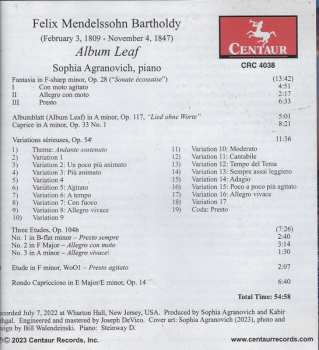 Felix Mendelssohn Bartholdy
(February 3, 1809 - November 4, 1847)
Album Leaf
Sophia Agranovich, piano
CENTAUR
CRC 4038
Fantasia in F-sharp minor, Op. 28 ("Sonate écossaise") (13:42)
I Con moto agitato 4:51
II Allegro con moto 2:17
III Presto 6:33
Albumblatt (Album Leaf) in A minor, Op. 117, "Lied ohne Worte" 5:01
Caprice in A minor, Op. 33 No. 1 8:21
Variations sérieuses, Op. 54 11:36
1) Theme: Andante sostenuto
2) Variation 1
3) Variation 2: Un poco più animato
4) Variation 3: Più animato
5) Variation 4
6) Variation 5: Agitato
7) Variation 6: A tempo
8) Variation 7: Con fuoco
9) Variation 8: Allegro vivace
10) Variation 9
11) Variation 10: Moderato
12) Variation 11: Cantabile
13) Variation 12: Tempo del Tema
14) Variation 13: Sempre assai leggiero
15) Variation 14: Adagio
16) Variation 15: Poco a poco più agitato
17) Variation 16: Allegro vivace
18) Variation 17
19) Coda: Presto
Three Etudes, Op. 104b (7:26)
No. 1 in B-flat minor – Presto sempre 2:40
No. 2 in F Major – Allegro con moto 3:14
No. 3 in A minor – Allegro vivace 2:07
Etude in F minor, WoO1 – Presto agitato
Rondo Capriccioso in E Major/E minor, Op. 14 6:40
Total Time: 54:58
recorded July 7, 2022 at Wharton Hall, New Jersey, USA. Produced by Sophia Agranovich and Kabir
Sehgal. Engineered and mastered by Joseph DeVico. Cover art: Sophia Agranovich (2023), photo and
design by Bill Walendzinski. Piano: Steinway D.
© 2023 Centaur Records, Inc.
Centaur Records, Inc.